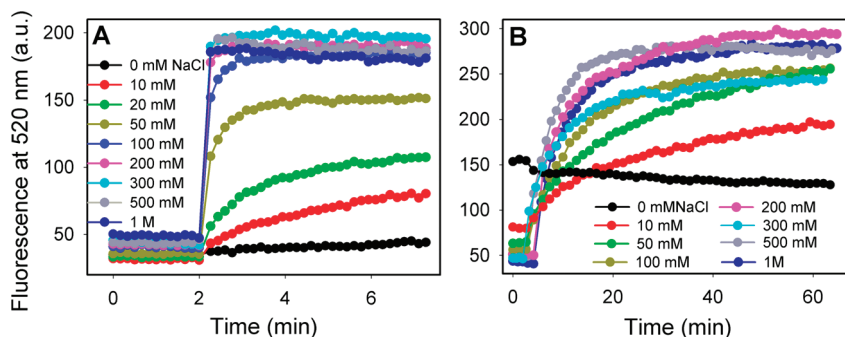 Fluorescence at 520 nm (a.u.)
A
200
150
100
50
0 mM NaCl
10 mM
20 mM
50 mM
100 mM
200 mM
300 mM
500 mM
1 M
0
2
4
6
Time (min)
B
300
250
200
150
100
50
0 mMNaCl
10 mM
50 mM
100 mM
200 mM
300 mM
500 mM
1M
0
20
40
60
Time (min)